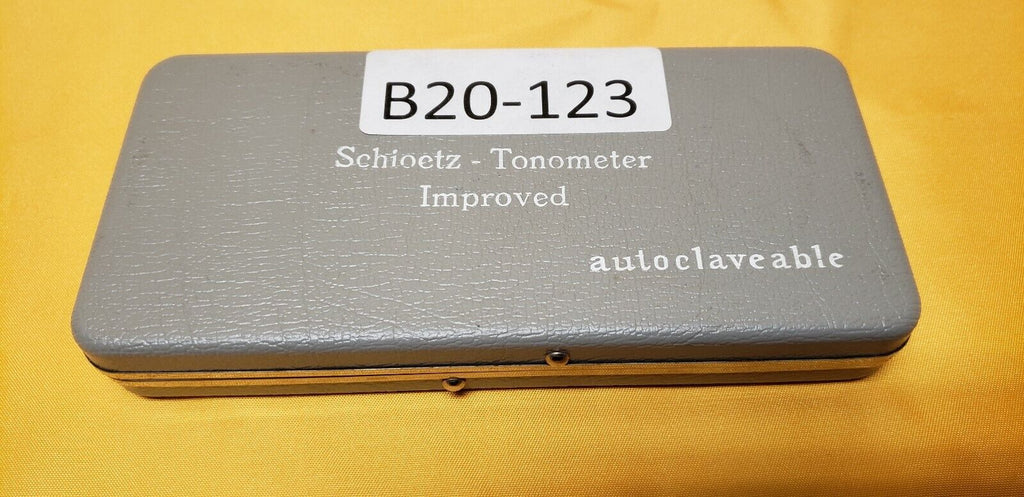 B20-123
Schioetz - Tonometer
Improved
autoclaveable